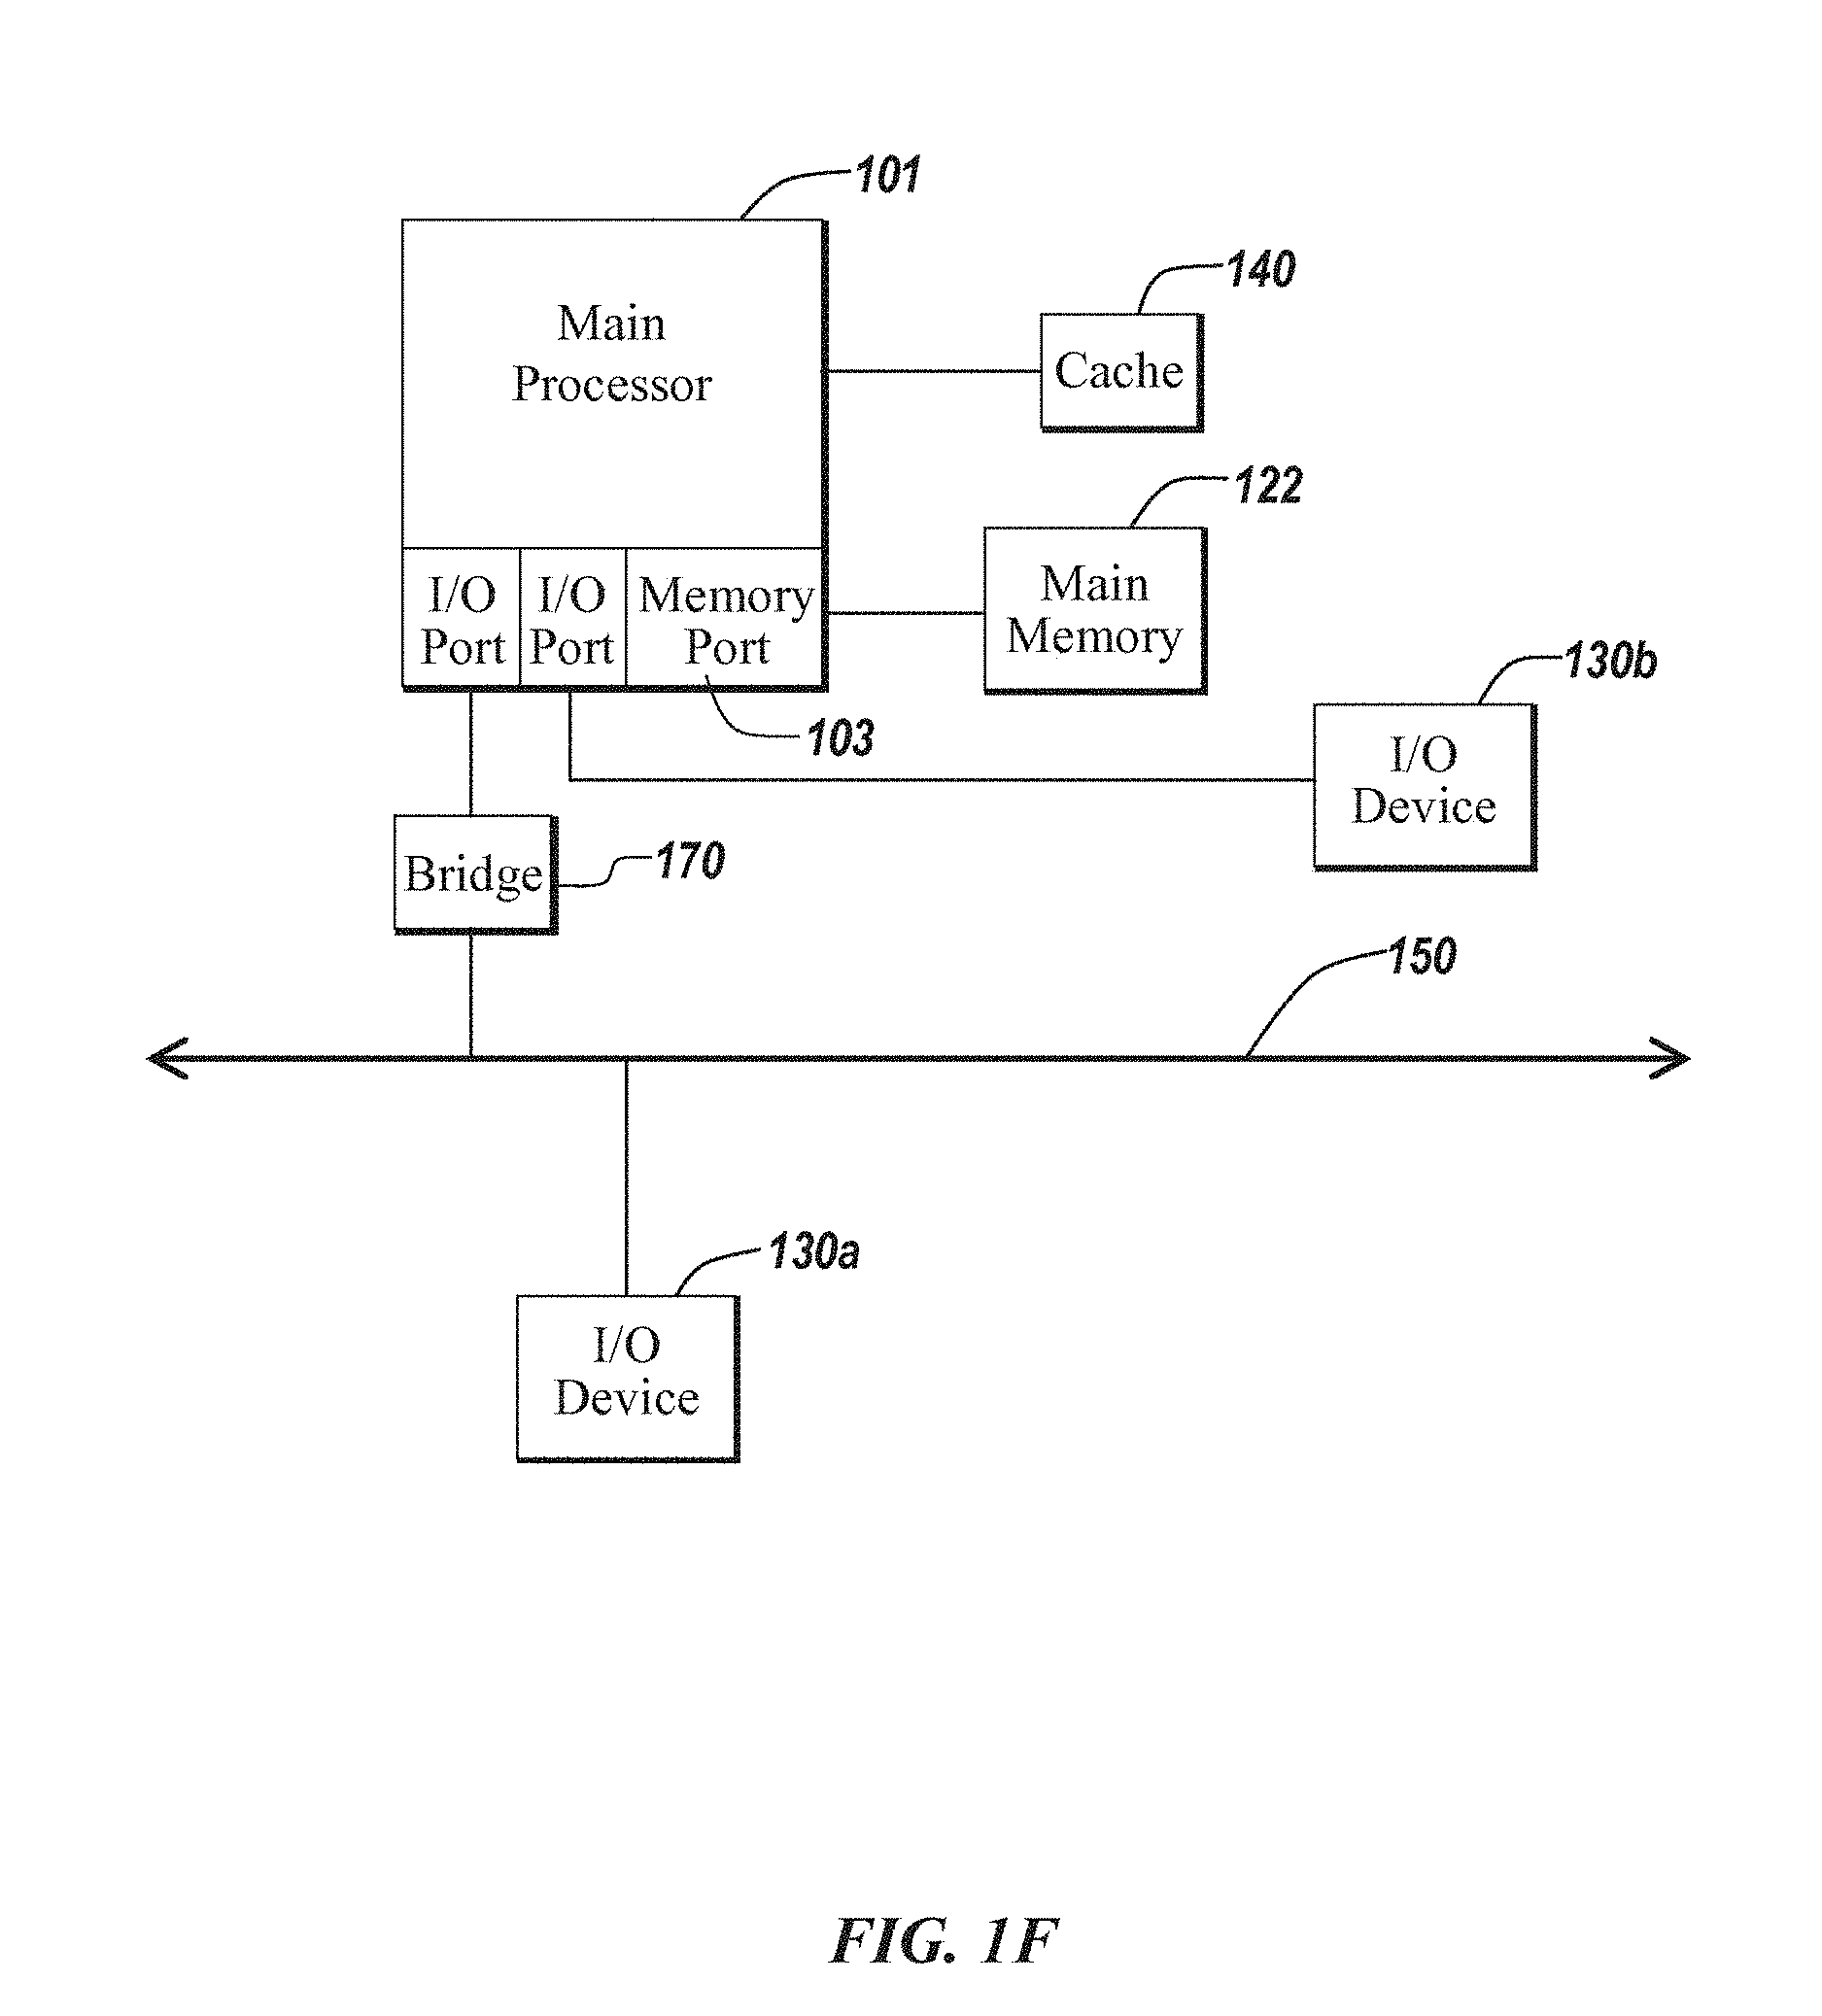 101
140
Main
Processor
Cache
122
I/O
Port
I/O
Port
Memory
Port
Main
Memory
130b
103
I/O
Device
Bridge
170
150
130a
I/O
Device
FIG. 1F